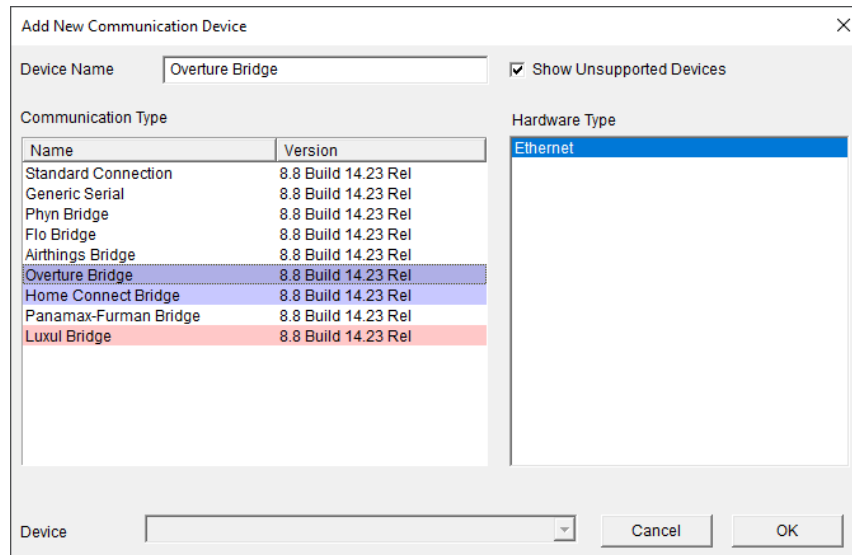 Add New Communication Device
Device Name Overture Bridge Show Unsupported Devices
Communication Type
Hardware Type
Name Version
Ethernet
Standard Connection 8.8 Build 14.23 Rel
Generic Serial 8.8 Build 14.23 Rel
Phyn Bridge 8.8 Build 14.23 Rel
Flo Bridge 8.8 Build 14.23 Rel
Airthings Bridge 8.8 Build 14.23 Rel
Overture Bridge 8.8 Build 14.23 Rel
Home Connect Bridge 8.8 Build 14.23 Rel
Panamax-Furman Bridge 8.8 Build 14.23 Rel
Luxul Bridge 8.8 Build 14.23 Rel
Device Cancel OK